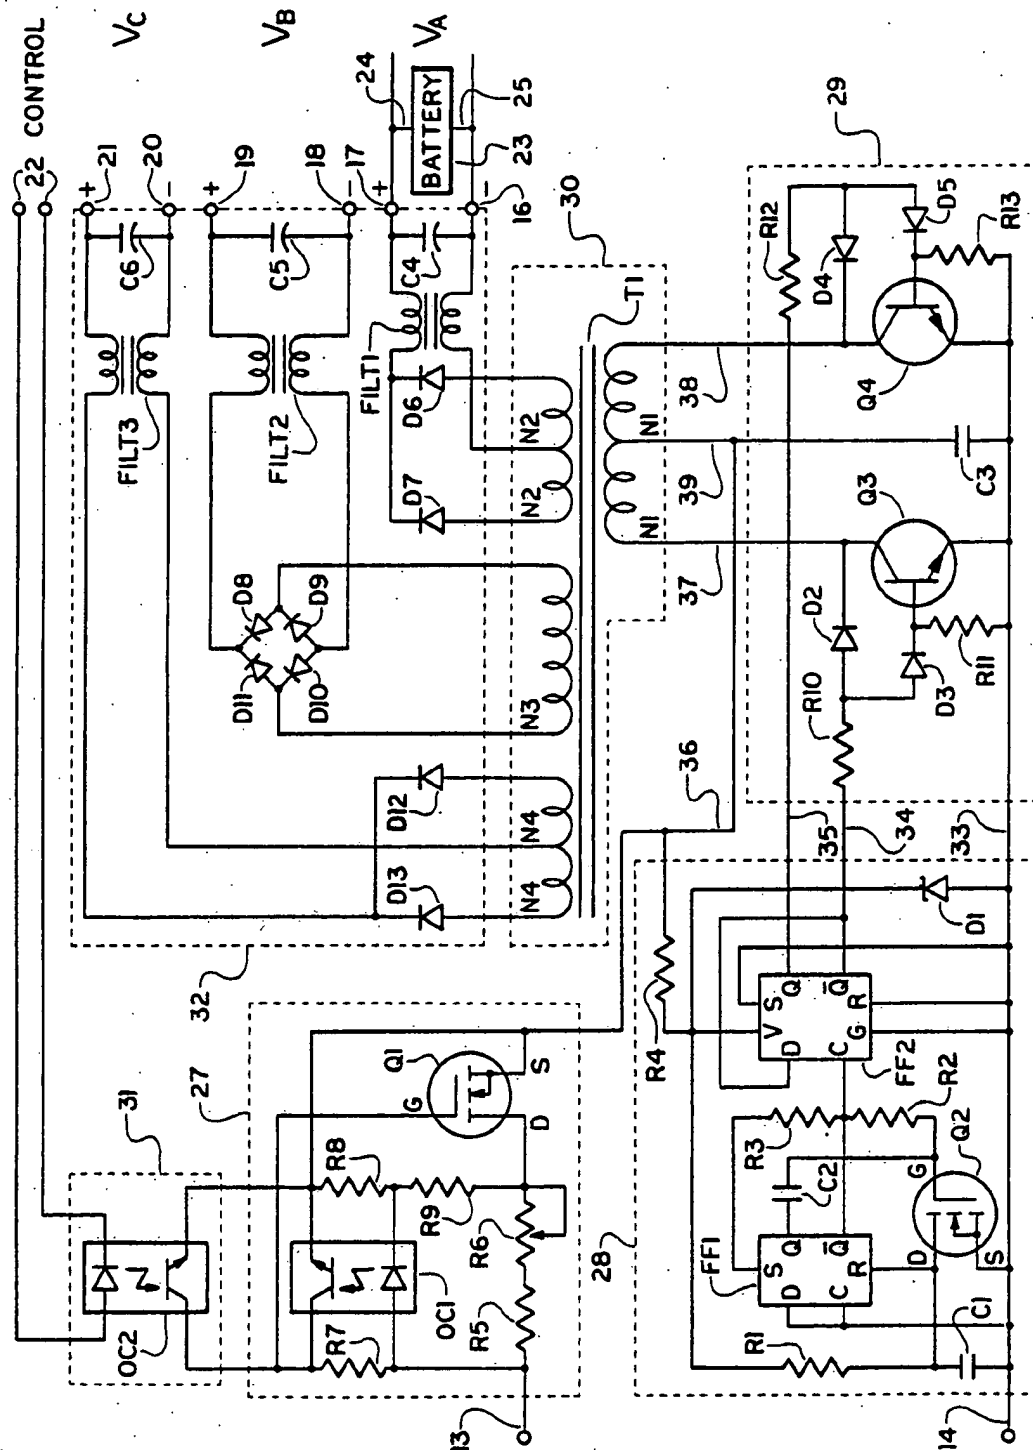 22 CONTROL
VC
+ 21
20 -
C6
FILT3
31
OC2
32
27
VB
+ 19
18 -
C5
FILT2
D11
D8
D10
D9
VA
24
BATTERY
25
23
17 +
16 -
C4
FILT1
D7
D6
D13
D12
30
N4
N4
N3
N2
N2
T1
N1
N1
Q1
G
D
S
R7
R8
R9
OC1
R5
R6
13
28
R4
36
37
39
38
29
R12
D4
D5
R13
Q4
C3
Q3
D2
D3
R10
R11
35
34
33
D1
V
S
Q
D
C
Q̅
G
R
FF2
R3
R2
C2
Q2
G
D
S
FF1
S
Q
D
C
Q̅
R
R1
C1
14